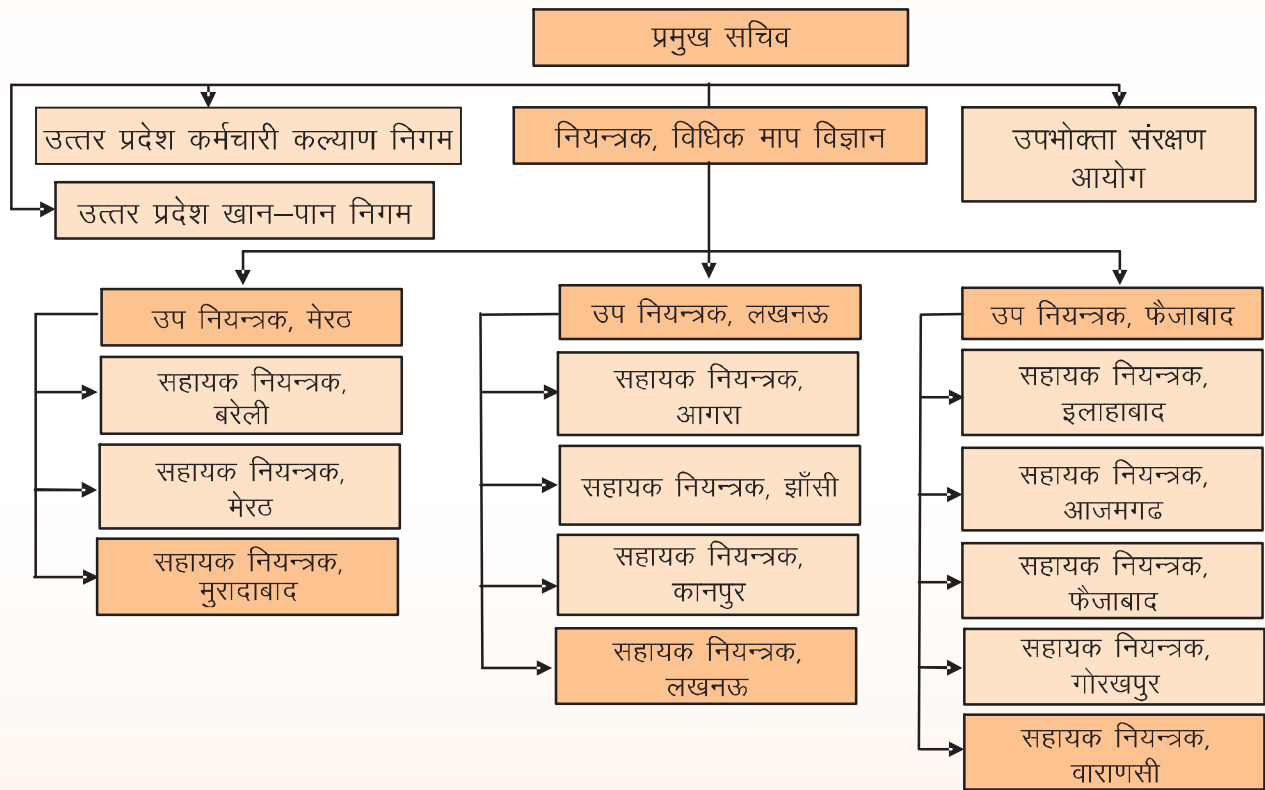 प्रमुख सचिव
उत्तर प्रदेश कर्मचारी कल्याण निगम
नियन्त्रक, विधिक माप विज्ञान
उपभोक्ता संरक्षण
आयोग
उत्तर प्रदेश खान–पान निगम
उप नियन्त्रक, मेरठ
सहायक नियन्त्रक,
बरेली
सहायक नियन्त्रक,
मेरठ
सहायक नियन्त्रक,
मुरादाबाद
उप नियन्त्रक, लखनऊ
सहायक नियन्त्रक,
आगरा
सहायक नियन्त्रक, झाँसी
सहायक नियन्त्रक,
कानपुर
सहायक नियन्त्रक,
लखनऊ
उप नियन्त्रक, फैजाबाद
सहायक नियन्त्रक,
इलाहाबाद
सहायक नियन्त्रक,
आजमगढ
सहायक नियन्त्रक,
फैजाबाद
सहायक नियन्त्रक,
गोरखपुर
सहायक नियन्त्रक,
वाराणसी